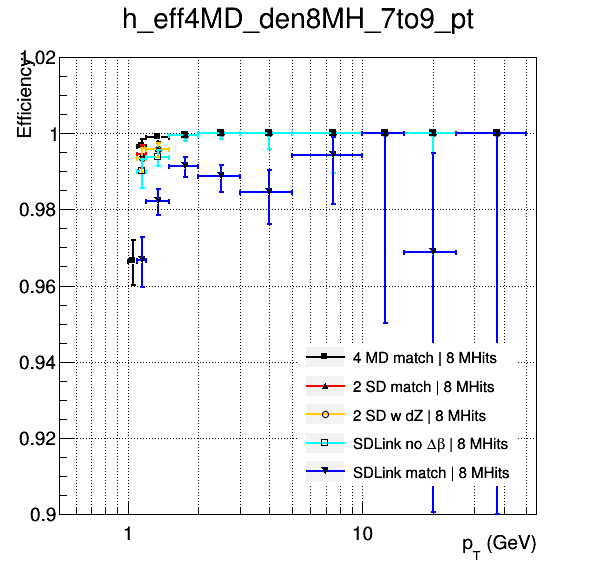 h_eff4MD_den8MH_7to9_pt
Efficiency
1.02
1
0.98
0.96
0.94
0.92
0.9
4 MD match | 8 MHits
2 SD match | 8 MHits
2 SD w dZ | 8 MHits
SDLink no Δβ | 8 MHits
SDLink match | 8 MHits
1
10
p_T (GeV)